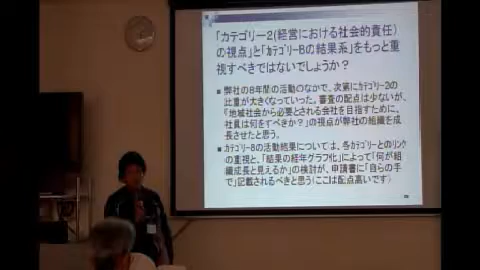 「カテゴリー2(経営における社会的責任)
の視点」と「ｶﾃｺﾞﾘｰ8の結果系」をもっと重
視すべきではないでしょうか？
弊社の8年間の活動のなかで、次第にｶﾃｺﾞﾘｰ2の
比重が大きくなっていった。審査の配点は少ないが、
「地域社会から必要とされる会社を目指すために、
社員は何をすべきか？」の視点が弊社の組織を成
長させたと思う。
ｶﾃｺﾞﾘｰ8の活動結果については、各ｶﾃｺﾞﾘｰとのリンク
の重視と、「結果の経年グラフ化」によって「何が組
織成長と見えるか」の検討が、申請書に「自らの手
で」記載されるべきと思う（ここは配点高いです）